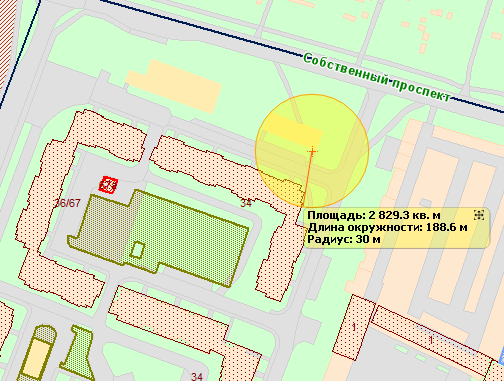 Собственный проспект
36/67
34
Площадь: 2 829.3 кв. м
Длина окружности: 188.6 м
Радиус: 30 м
1
1
34